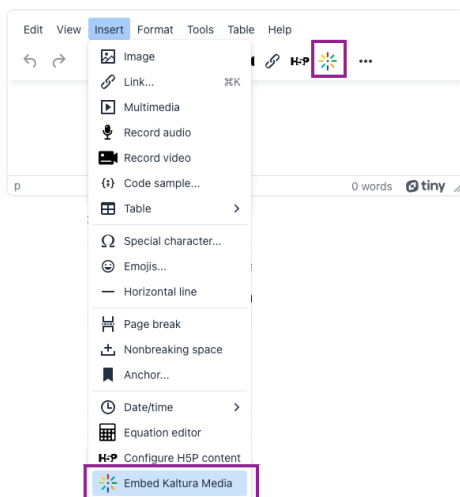 Edit View Insert Format Tools Table Help
H-P ...
Image
Link... ⌘K
Multimedia
Record audio
Record video
Code sample...
Table
p 0 words tiny
Special character...
Emojis...
Horizontal line
Page break
Nonbreaking space
Anchor...
Date/time
Equation editor
H-P Configure H5P content
Embed Kaltura Media